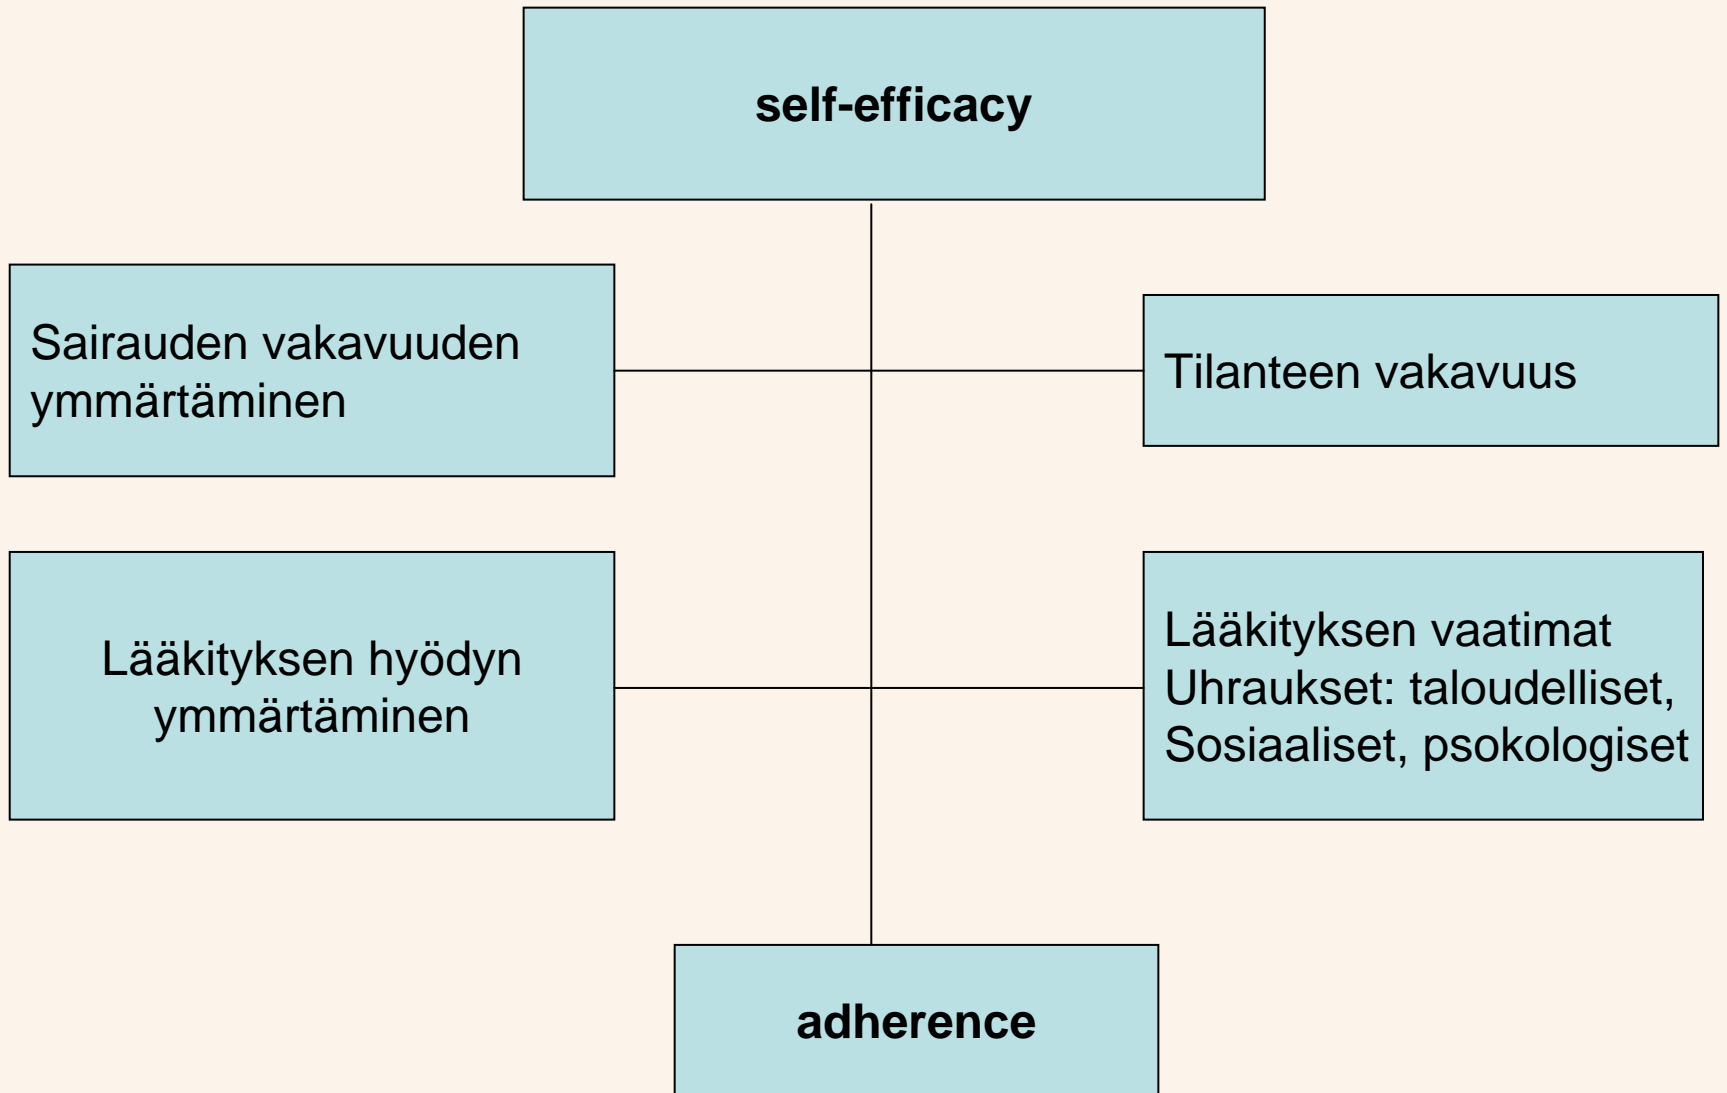 self-efficacy
Sairauden vakavuuden
ymmärtäminen
Tilanteen vakavuus
Lääkityksen hyödyn
ymmärtäminen
Lääkityksen vaatimat
Uhraukset: taloudelliset,
Sosiaaliset, psokologiset
adherence